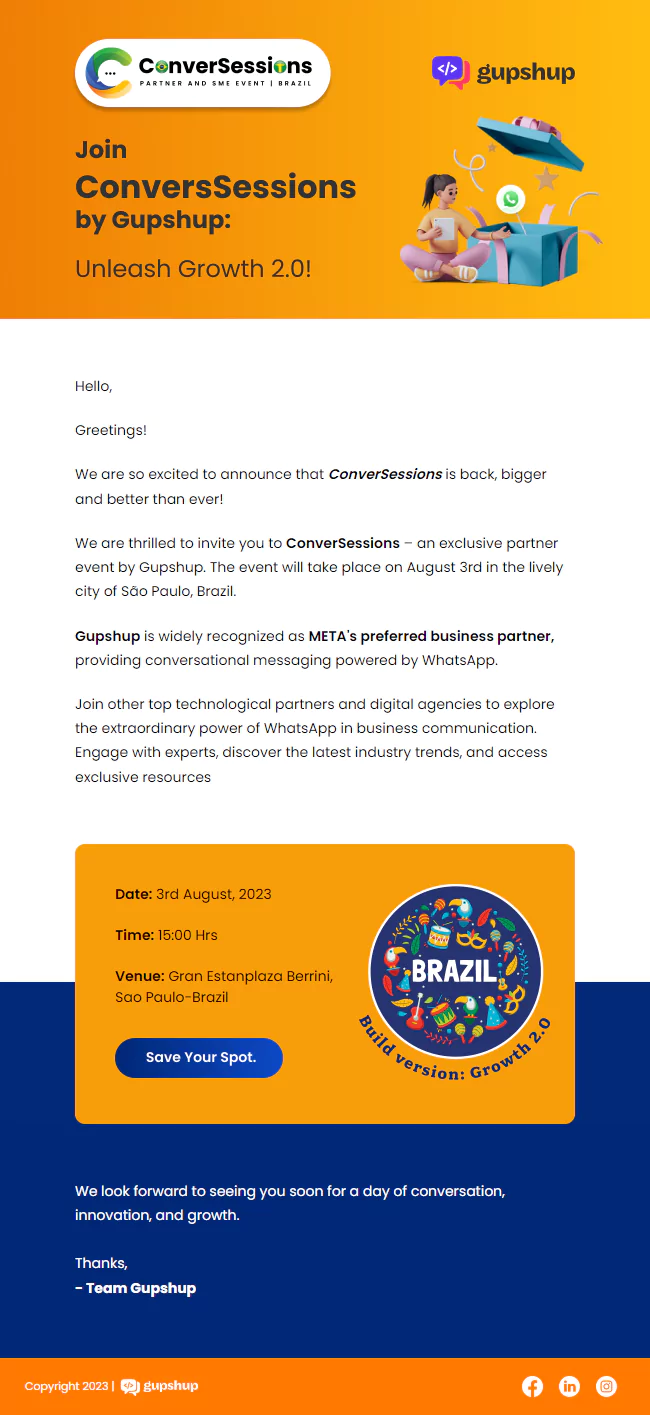 ConverSessions
PARTNER AND SME EVENT | BRAZIL
gupshup
Join
ConversSessions
by Gupshup:
Unleash Growth 2.0!
Hello,
Greetings!
We are so excited to announce that ConverSessions is back, bigger
and better than ever!
We are thrilled to invite you to ConverSessions – an exclusive partner
event by Gupshup. The event will take place on August 3rd in the lively
city of São Paulo, Brazil.
Gupshup is widely recognized as META's preferred business partner,
providing conversational messaging powered by WhatsApp.
Join other top technological partners and digital agencies to explore
the extraordinary power of WhatsApp in business communication.
Engage with experts, discover the latest industry trends, and access
exclusive resources
Date: 3rd August, 2023
Time: 15:00 Hrs
Venue: Gran Estanplaza Berrini,
Sao Paulo-Brazil
Save Your Spot.
BRAZIL
Build version: Growth 2.0
We look forward to seeing you soon for a day of conversation,
innovation, and growth.
Thanks,
- Team Gupshup
Copyright 2023 | gupshup